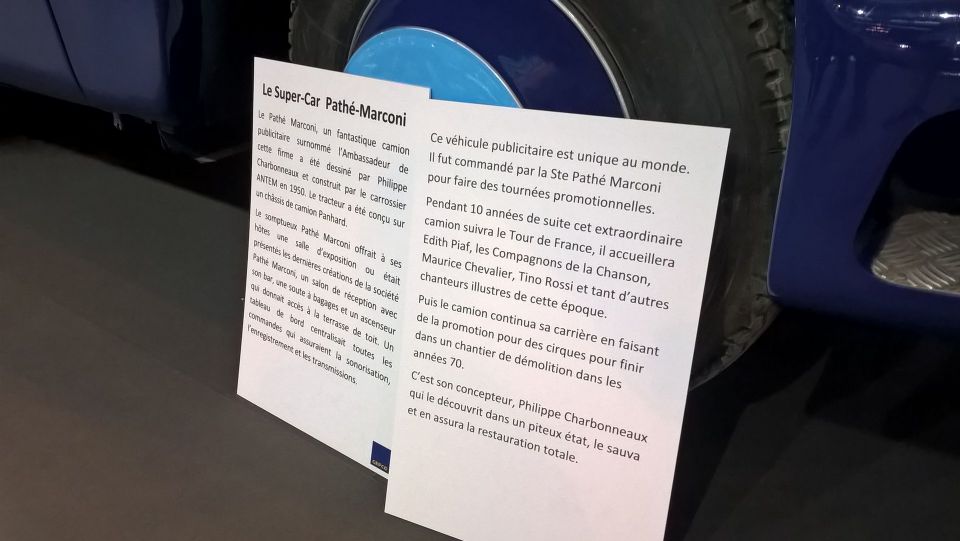 Le Super-Car Pathé-Marconi
Le Pathé Marconi, un fantastique camion
publicitaire surnommé l'Ambassadeur de
cette firme a été dessiné par Philippe
Charbonneaux et construit par le carrossier
ANTEM en 1950. Le tracteur a été conçu sur
un châssis de camion Panhard.
Le somptueux Pathé Marconi offrait à ses
hôtes une salle d'exposition ou était
présentés les dernières créations de la société
Pathé Marconi, un salon de réception avec
son bar, une soute à bagages et un ascenseur
qui donnait accès à la terrasse de toit. Un
tableau de bord centralisait toutes les
commandes qui assuraient la sonorisation,
l'enregistrement et les transmissions.
GEFCO
Ce véhicule publicitaire est unique au monde.
Il fut commandé par la Ste Pathé Marconi
pour faire des tournées promotionnelles.
Pendant 10 années de suite cet extraordinaire
camion suivra le Tour de France, il accueillera
Edith Piaf, les Compagnons de la Chanson,
Maurice Chevalier, Tino Rossi et tant d'autres
chanteurs illustres de cette époque.
Puis le camion continua sa carrière en faisant
de la promotion pour des cirques pour finir
dans un chantier de démolition dans les
années 70.
C'est son concepteur, Philippe Charbonneaux
qui le découvrit dans un piteux état, le sauva
et en assura la restauration totale.